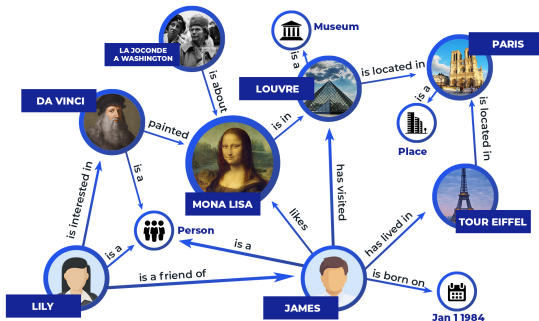 LA JOCONDE
A WASHINGTON
Museum
PARIS
is a
is located in
LOUVRE
DA VINCI
is about
is a
painted
is in
is located in
Place
is interested in
is a
MONA LISA
has visited
TOUR EIFFEL
likes
has lived in
Person
is a
is a
is a friend of
is born on
LILY
JAMES
Jan 1 1984